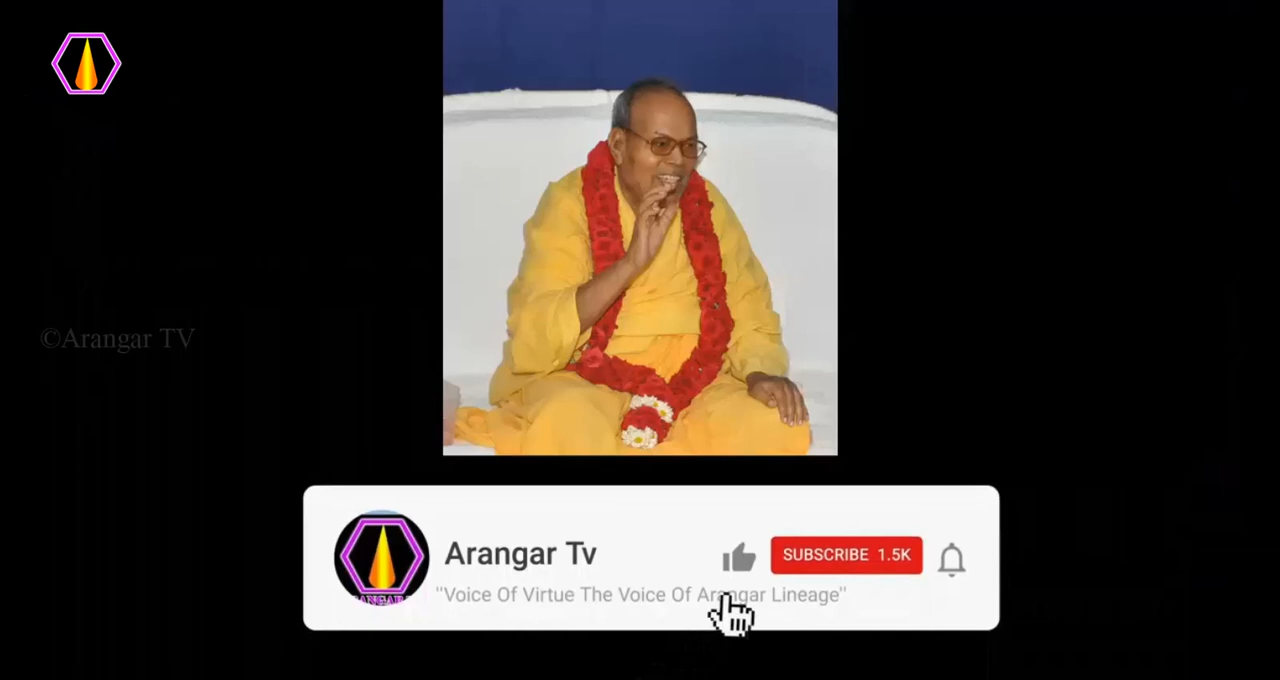 ©Arangar TV
Arangar Tv
SUBSCRIBE 1.5K
"Voice Of Virtue The Voice Of Arangar Lineage"